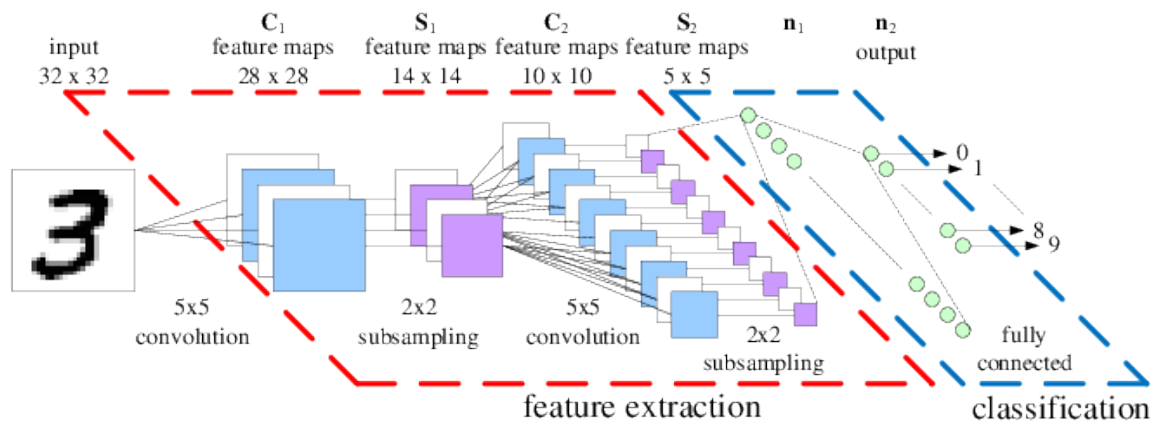 input
32 x 32
C1
feature maps
28 x 28
S1
feature maps
14 x 14
C2
feature maps
10 x 10
S2
feature maps
5 x 5
n1
n2
output
3
0
1
8
9
5x5
convolution
2x2
subsampling
5x5
convolution
2x2
subsampling
fully
connected
feature extraction
classification